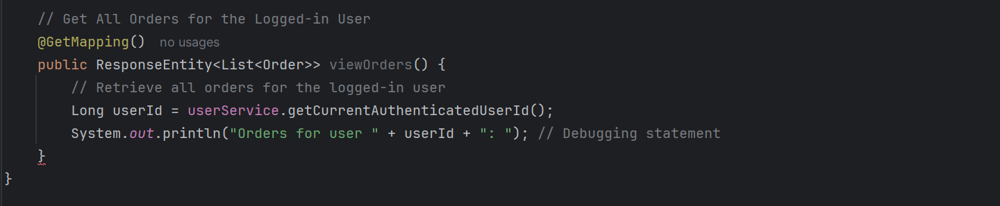 // Get All Orders for the Logged-in User
@GetMapping() no usages
public ResponseEntity<List<Order>> viewOrders() {
// Retrieve all orders for the logged-in user
Long userId = userService.getCurrentAuthenticatedUserId();
System.out.println("Orders for user " + userId + ": "); // Debugging statement
}
}